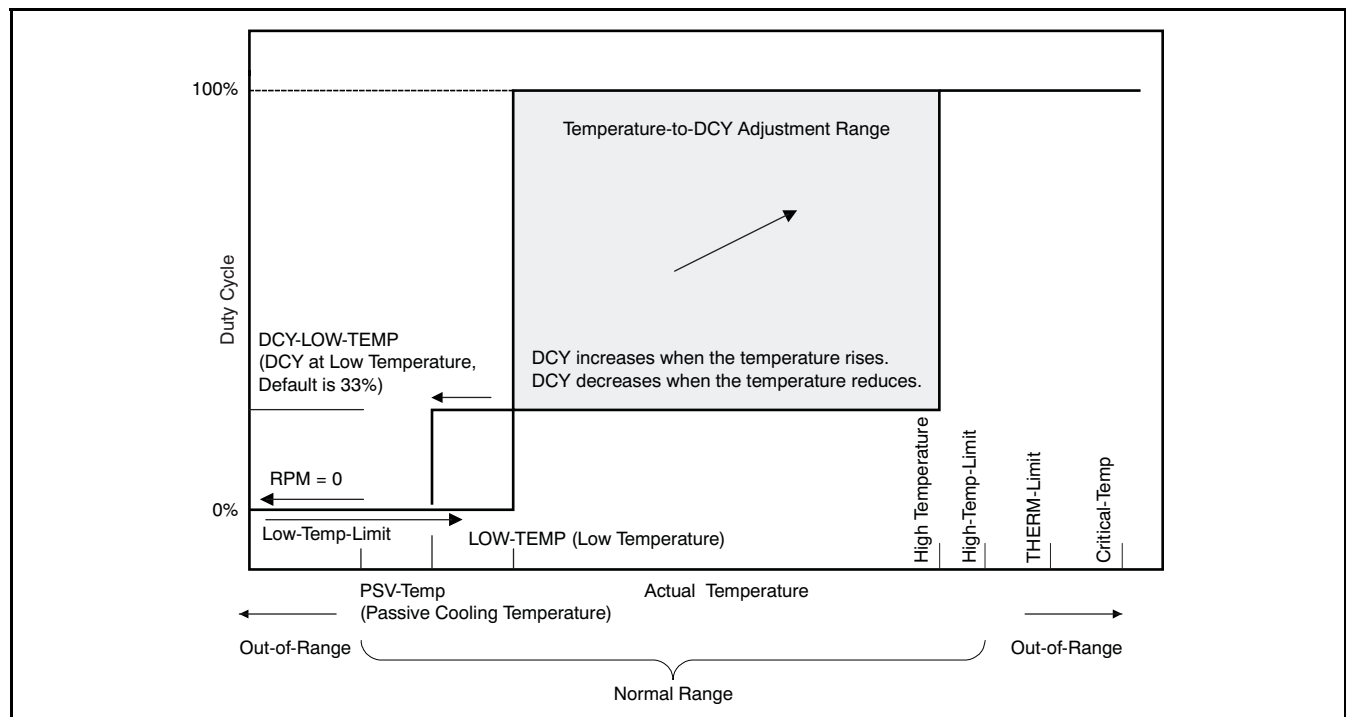 100%
Temperature-to-DCY Adjustment Range
Duty Cycle
DCY-LOW-TEMP
(DCY at Low Temperature,
Default is 33%)
DCY increases when the temperature rises.
DCY decreases when the temperature reduces.
RPM = 0
0%
Low-Temp-Limit
LOW-TEMP (Low Temperature)
High Temperature
High-Temp-Limit
THERM-Limit
Critical-Temp
PSV-Temp
(Passive Cooling Temperature)
Actual Temperature
Out-of-Range
Out-of-Range
Normal Range